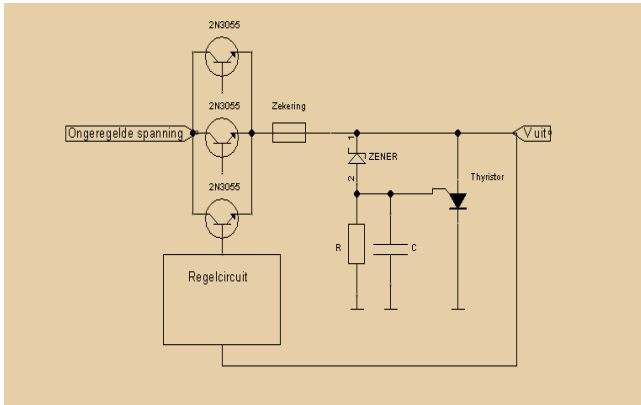 2N3055
2N3055
Zekering
Ongeregelde spanning
Vuit
1
ZENER
2
Thyristor
2N3055
R
C
Regelcircuit